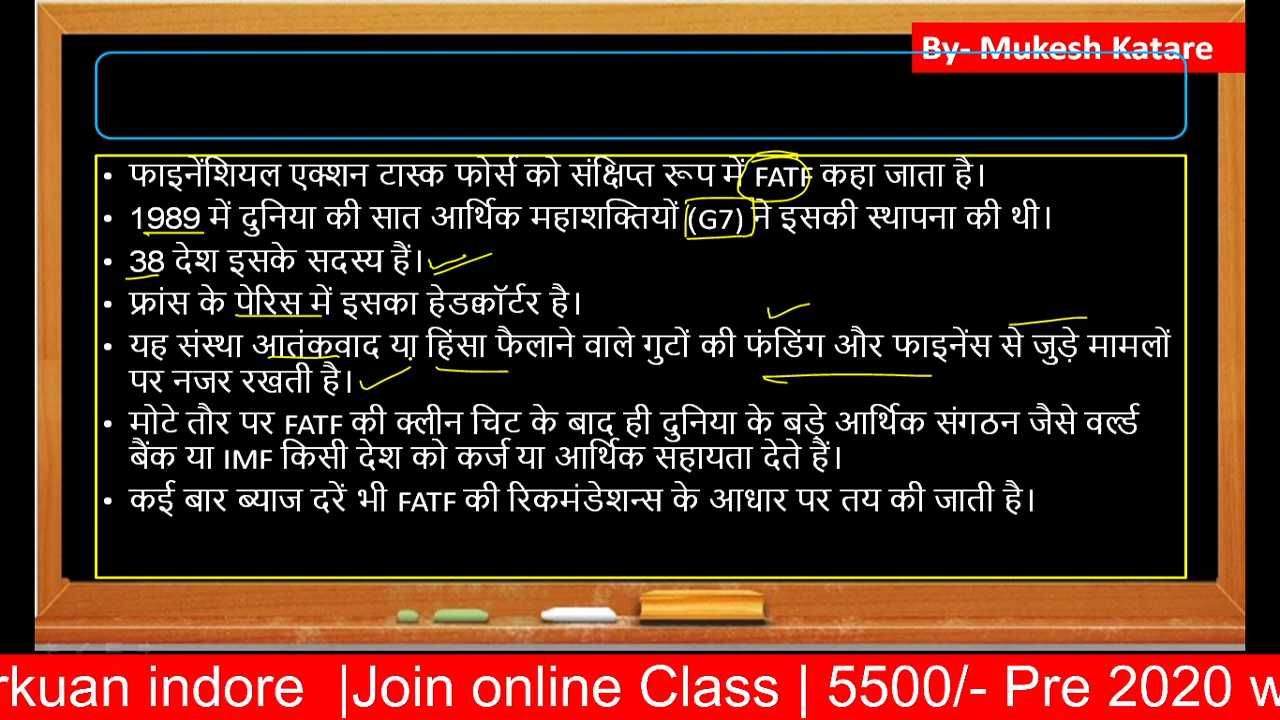 By- Mukesh Katare
• फाइनेंशियल एक्शन टास्क फोर्स को संक्षिप्त रूप में FATF कहा जाता है।
• 1989 में दुनिया की सात आर्थिक महाशक्तियों (G7) ने इसकी स्थापना की थी।
• 38 देश इसके सदस्य हैं।
• फ्रांस के पेरिस में इसका हेडक्वॉर्टर है।
• यह संस्था आतंकवाद या हिंसा फैलाने वाले गुटों की फंडिंग और फाइनेंस से जुड़े मामलों
पर नजर रखती है।
• मोटे तौर पर FATF की क्लीन चिट के बाद ही दुनिया के बड़े आर्थिक संगठन जैसे वर्ल्ड
बैंक या IMF किसी देश को कर्ज या आर्थिक सहायता देते हैं।
• कई बार ब्याज दरें भी FATF की रिकमंडेशन्स के आधार पर तय की जाती है।
rkuan indore |Join online Class | 5500/- Pre 2020 w